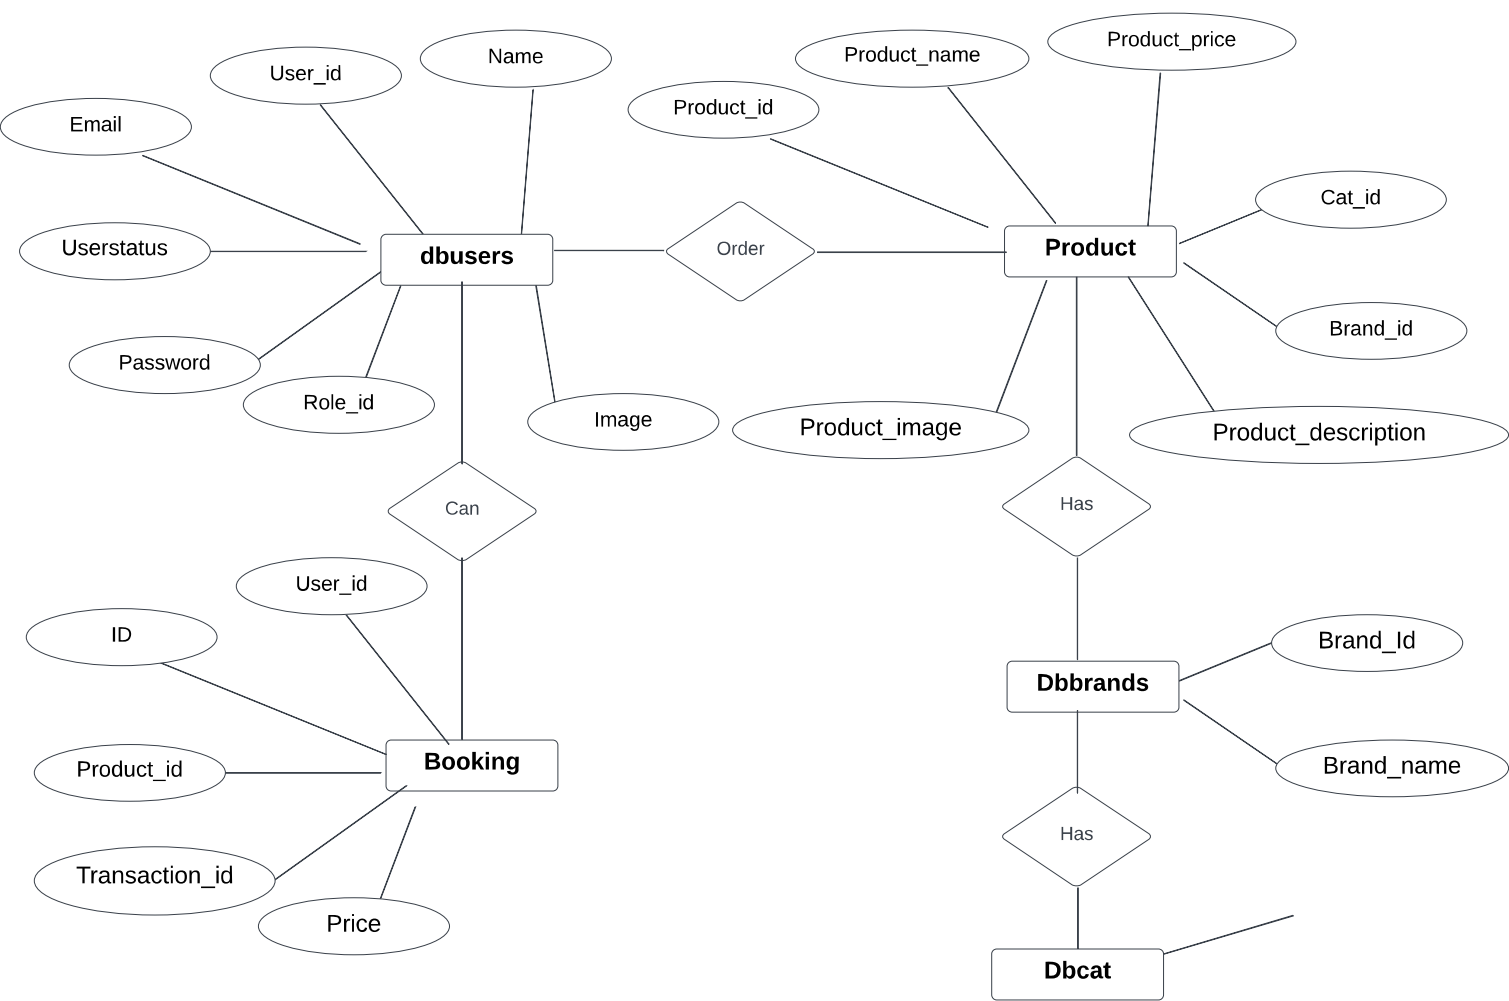 Product_price
Name
Product_name
User_id
Product_id
Email
Cat_id
Userstatus
dbusers
Order
Product
Brand_id
Password
Role_id
Image
Product_image
Product_description
Can
Has
User_id
ID
Brand_Id
Dbbrands
Booking
Product_id
Brand_name
Has
Transaction_id
Price
Dbcat